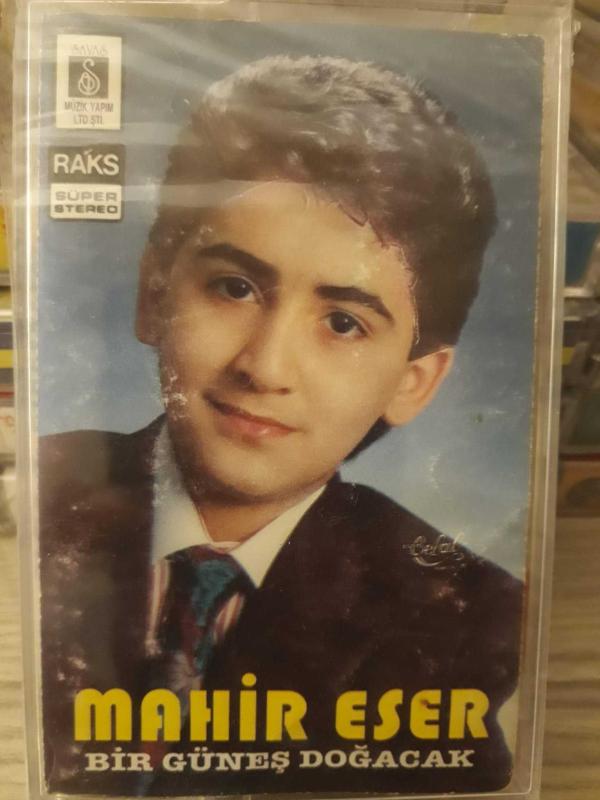 SAVAŞ
MÜZİK YAPIM
LTD. ŞTİ.
RAKS
SÜPER
STEREO
MAHİR ESER
BİR GÜNEŞ DOĞACAK